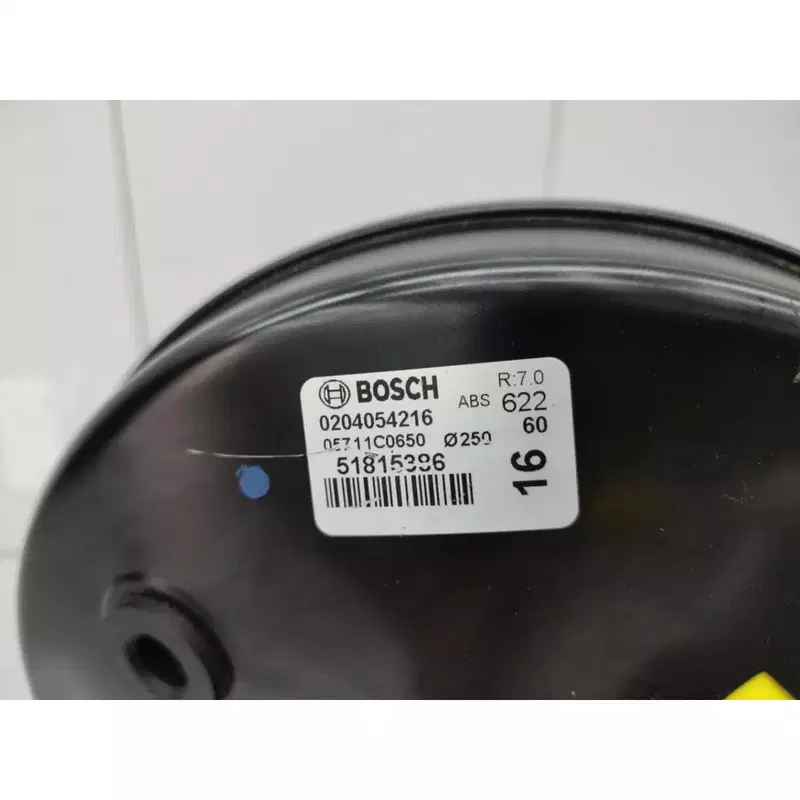 BOSCH R:7.0
0204054216 ABS 622
05711C0650 Ø250 60
51815386
16